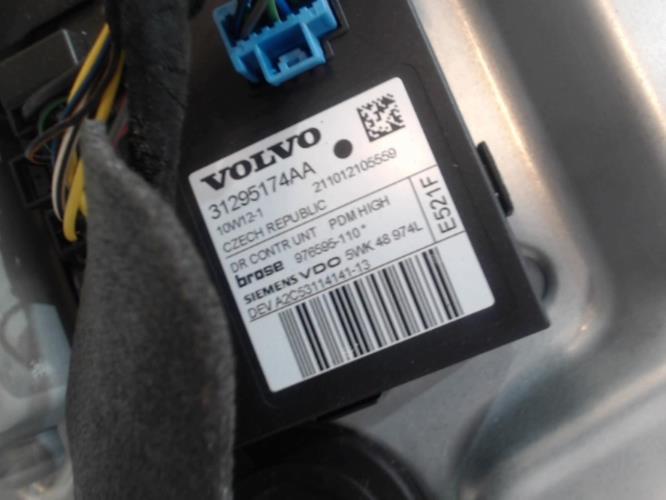 VOLVO
31295174AA
10W12-1 211012105559
CZECH REPUBLIC
DR CONTR UNT PDM HIGH
brose 976595-110*
SIEMENS VDO 5WK 48 974L
DEV A2C53114141-13
E521F